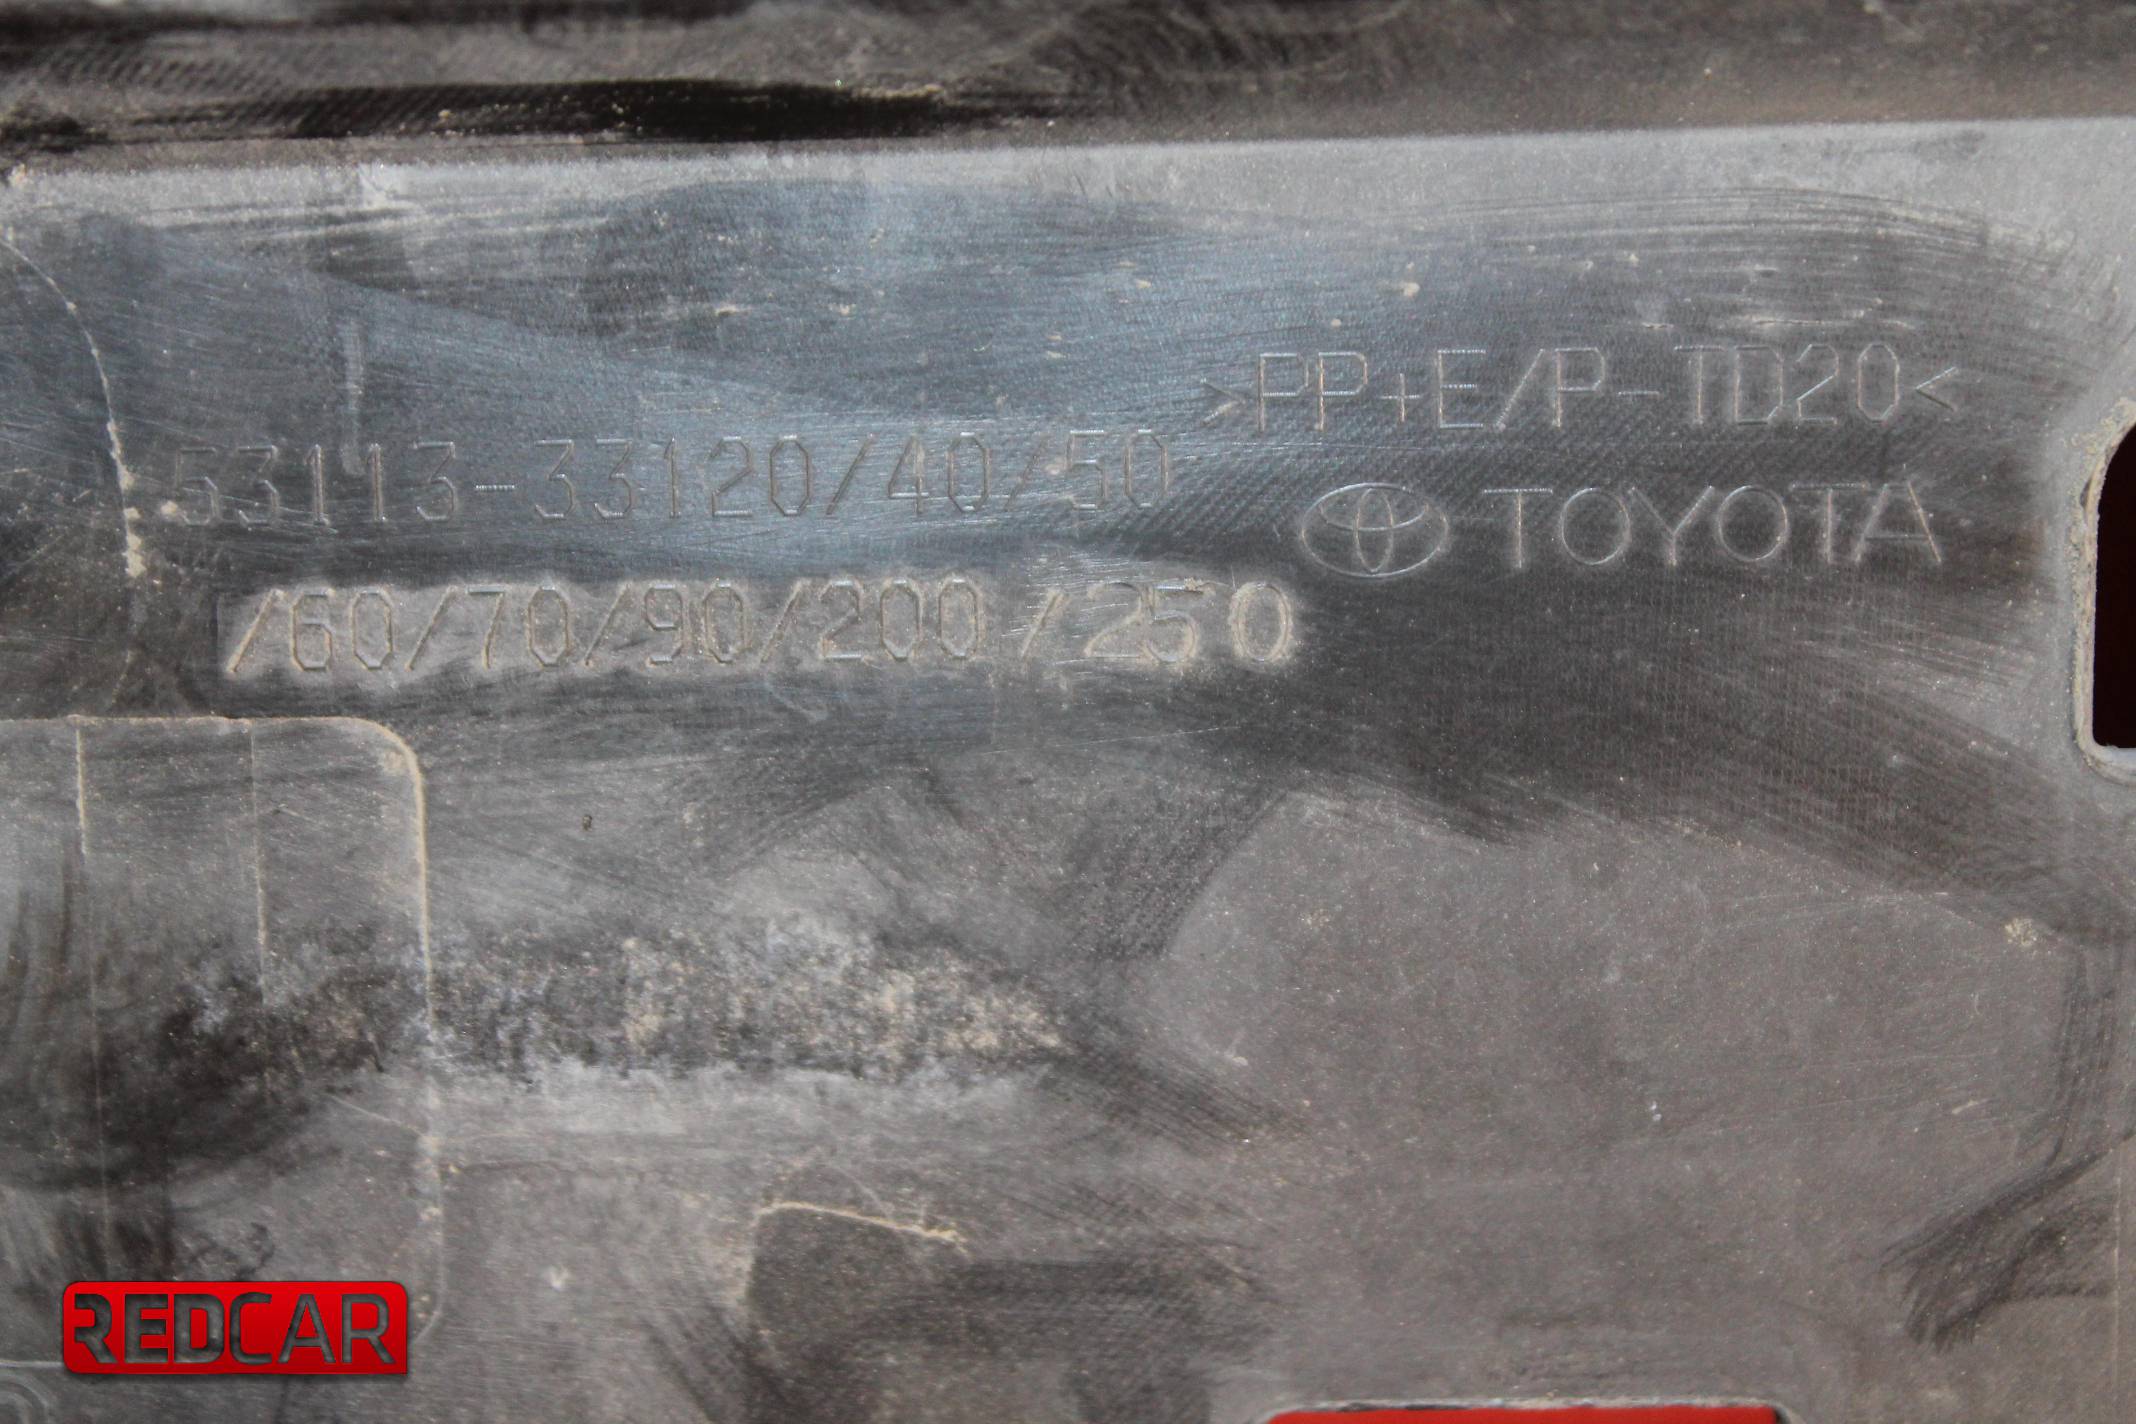 >PP+E/P-TD20<
53113-33120/40/50
TOYOTA
/60/70/90/200/250
REDCAR